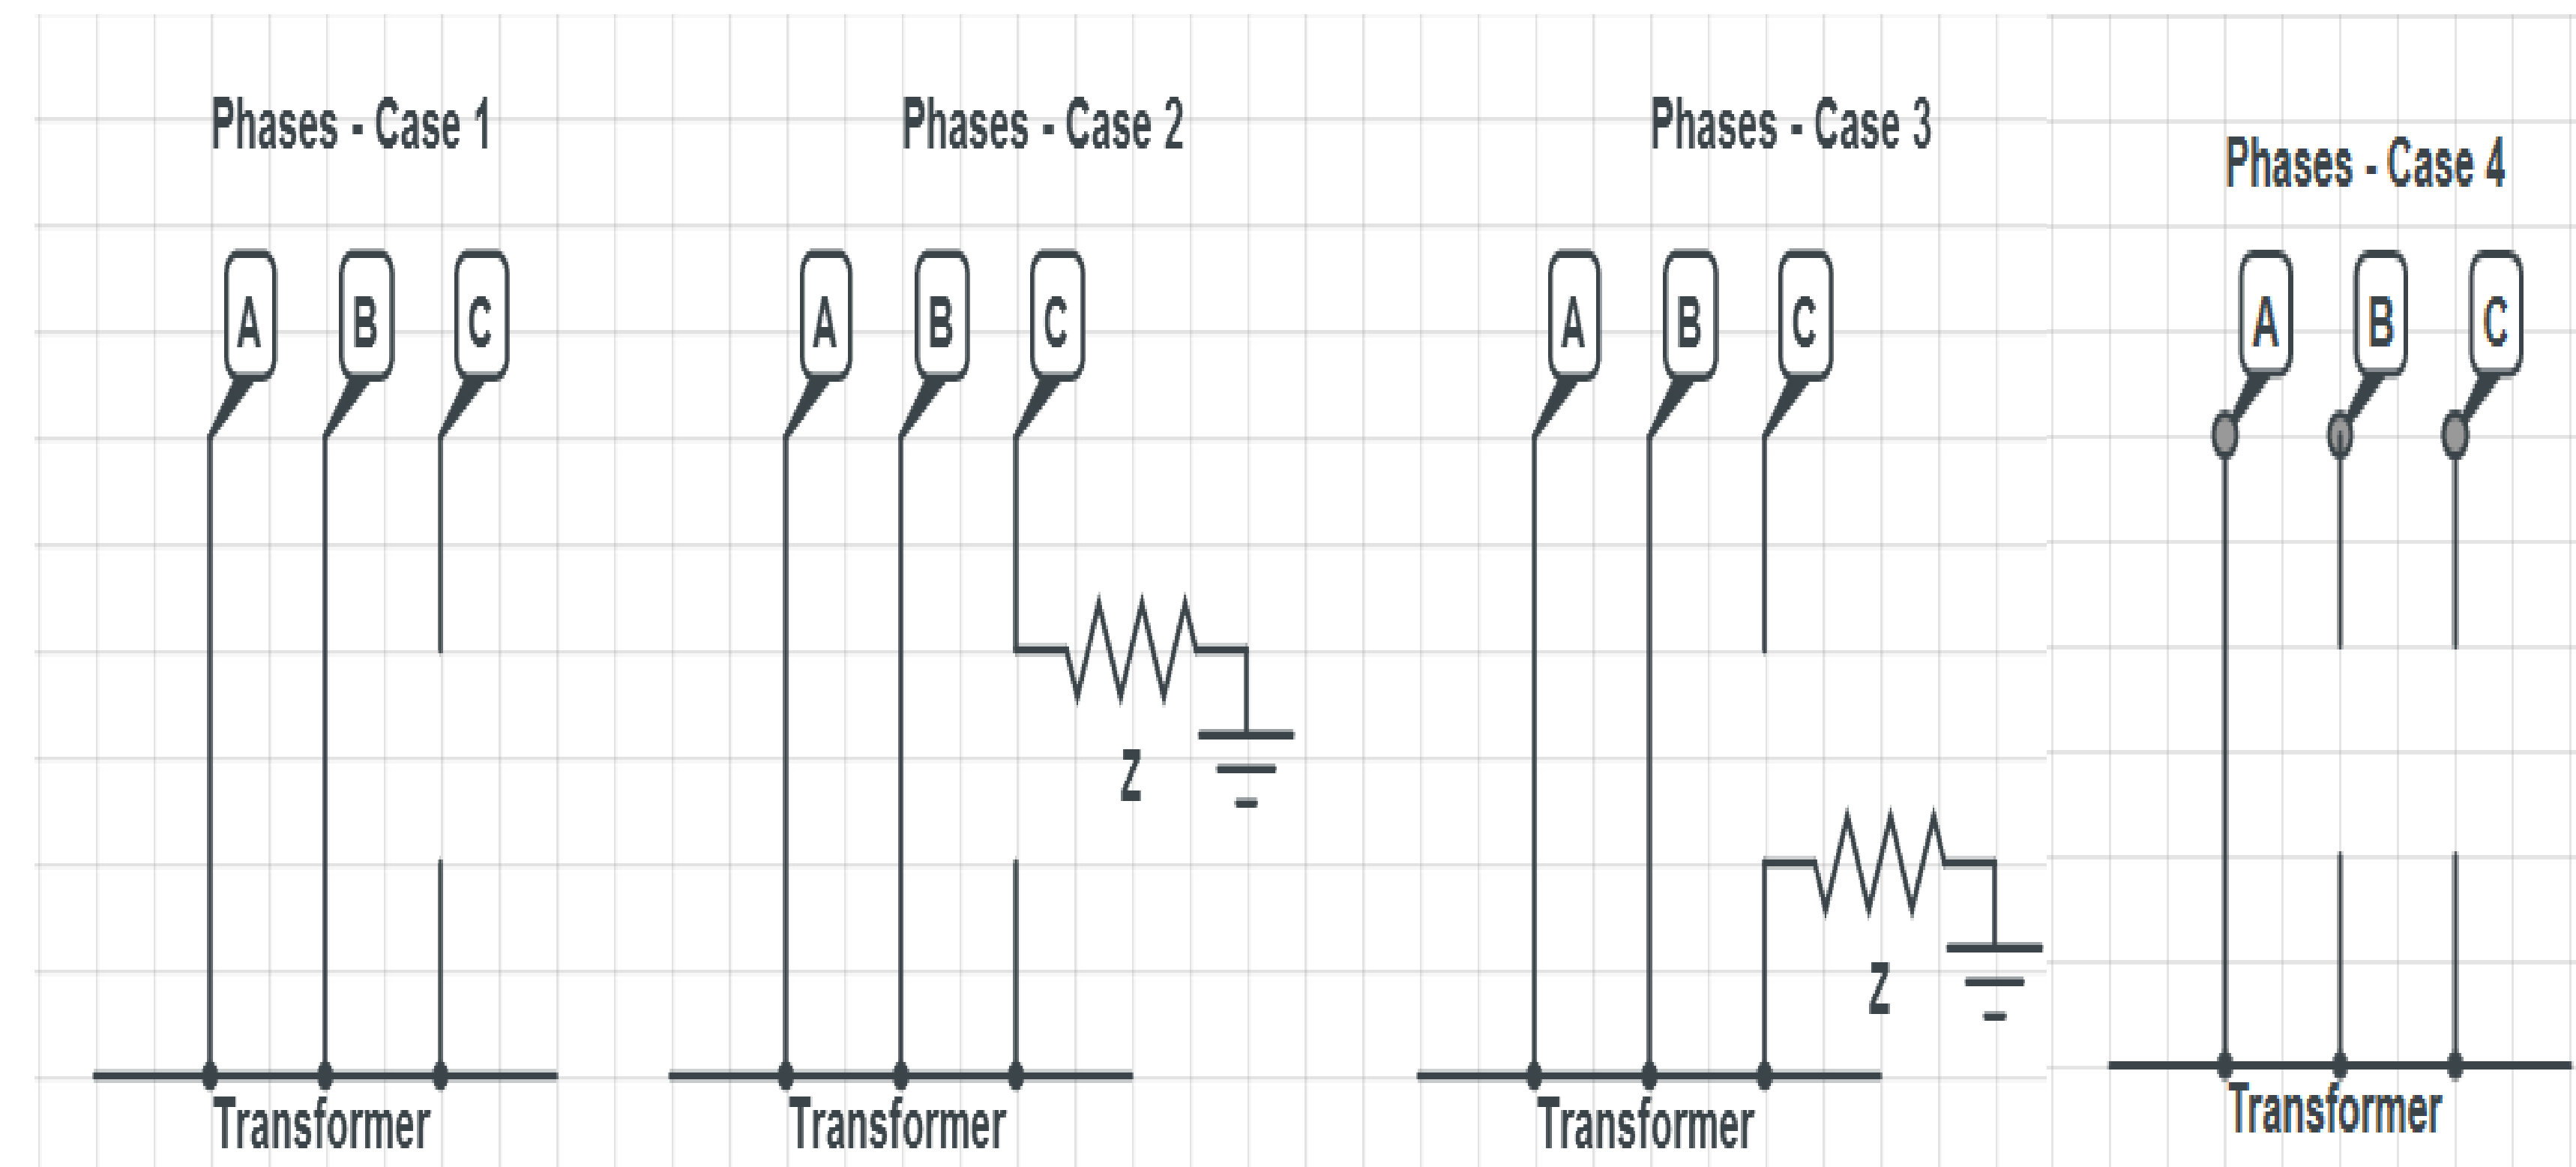 Phases - Case 1
A B C
Transformer
Phases - Case 2
A B C
Z
Transformer
Phases - Case 3
A B C
Z
Transformer
Phases - Case 4
A B C
Transformer